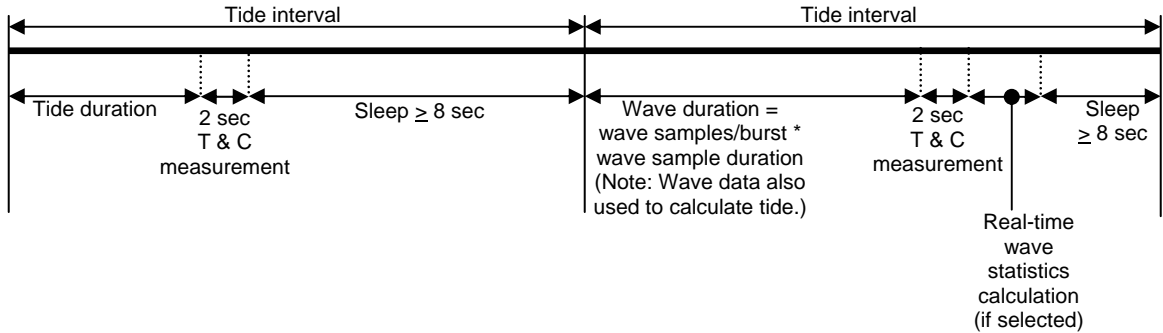 Tide interval
Tide interval
Tide duration
2 sec
T & C
measurement
Sleep ≥ 8 sec
Wave duration =
wave samples/burst *
wave sample duration
(Note: Wave data also
used to calculate tide.)
2 sec
T & C
measurement
Sleep
≥ 8 sec
Real-time
wave
statistics
calculation
(if selected)